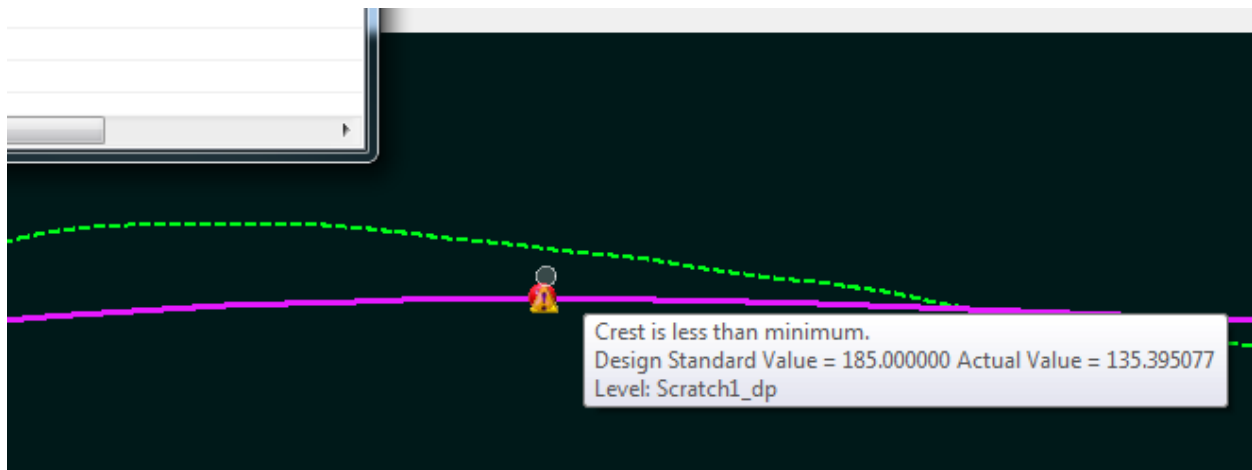 Crest is less than minimum.
Design Standard Value = 185.000000 Actual Value = 135.395077
Level: Scratch1_dp